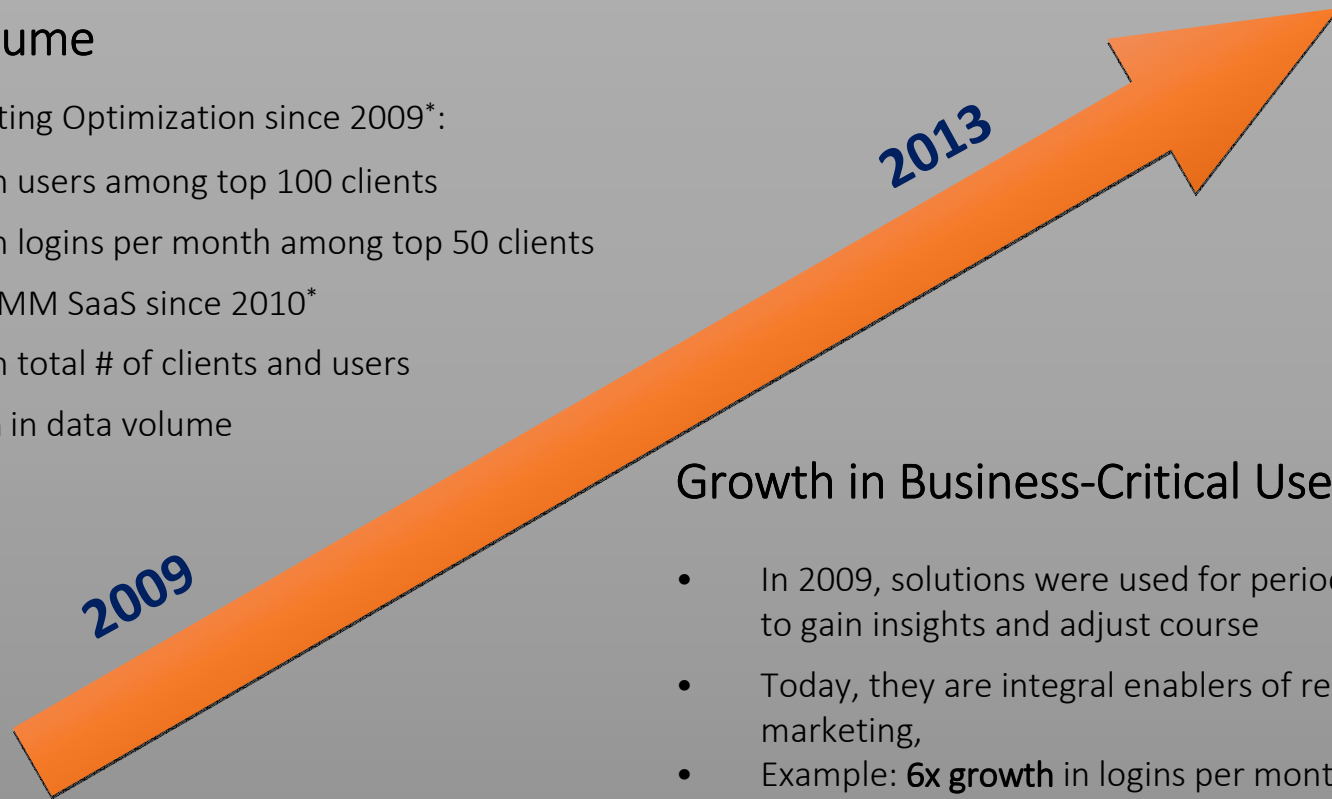 ume
ting Optimization since 2009*:
users among top 100 clients
logins per month among top 50 clients
MM SaaS since 2010*
total # of clients and users
in data volume
2013
2009
Growth in Business-Critical Use
• In 2009, solutions were used for perio
to gain insights and adjust course
• Today, they are integral enablers of re
marketing,
• Example: 6x growth in logins per mont